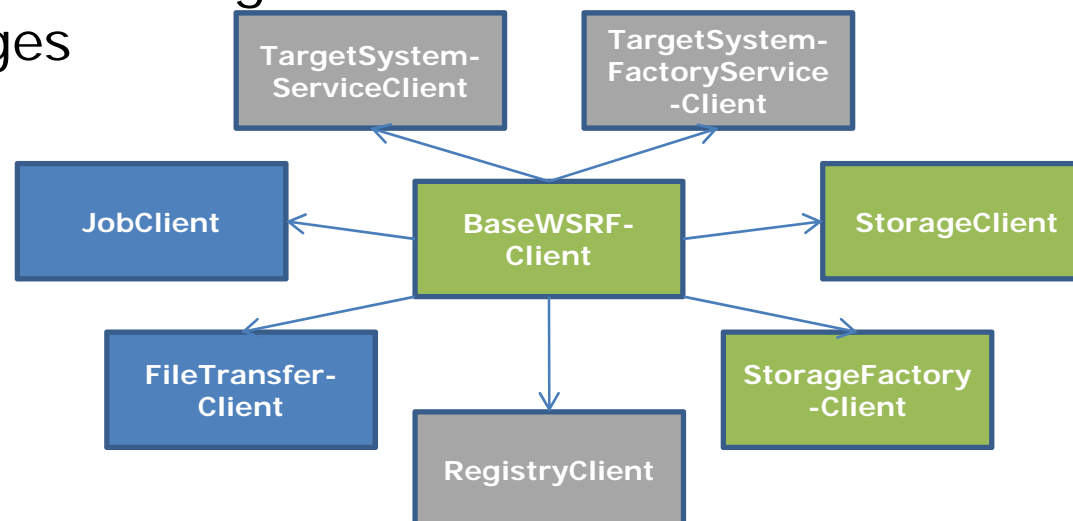 ges
TargetSystem-
ServiceClient
TargetSystem-
FactoryService
-Client
JobClient
BaseWSRF-
Client
StorageClient
FileTransfer-
Client
StorageFactory
-Client
RegistryClient